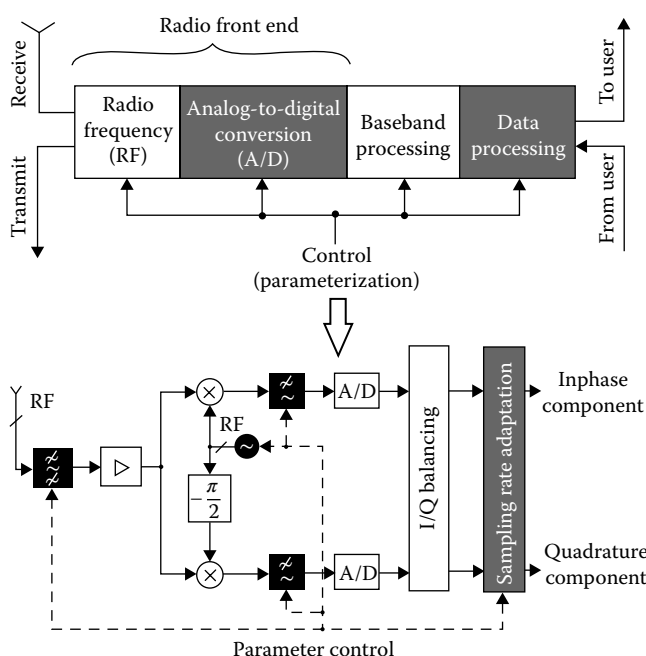 Radio front end
Receive
Transmit
Radio
frequency
(RF)
Analog-to-digital
conversion
(A/D)
Baseband
processing
Data
processing
To user
From user
Control
(parameterization)
RF
RF
~
▷
×
×
−π/2
A/D
A/D
I/Q balancing
Sampling rate adaptation
Inphase
component
Quadrature
component
Parameter control